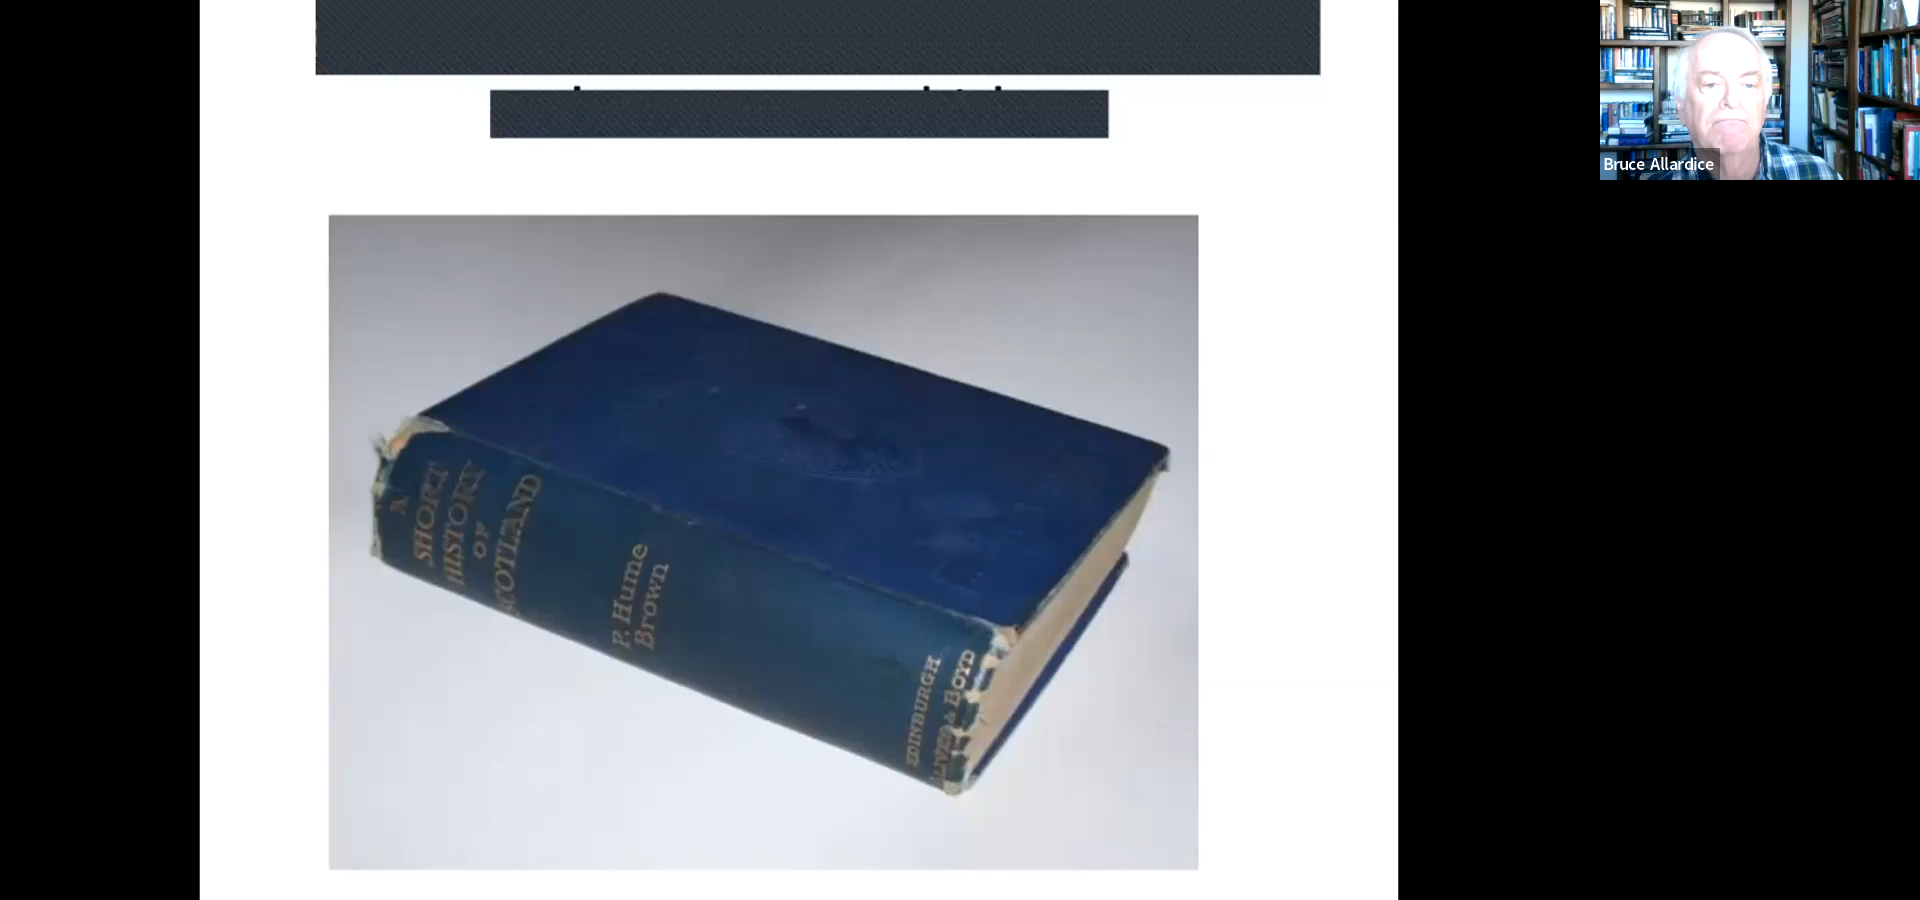 Bruce Allardice
A
SHORT
HISTORY
OF
SCOTLAND
P. Hume
Brown
EDINBURGH
OLIVER & BOYD